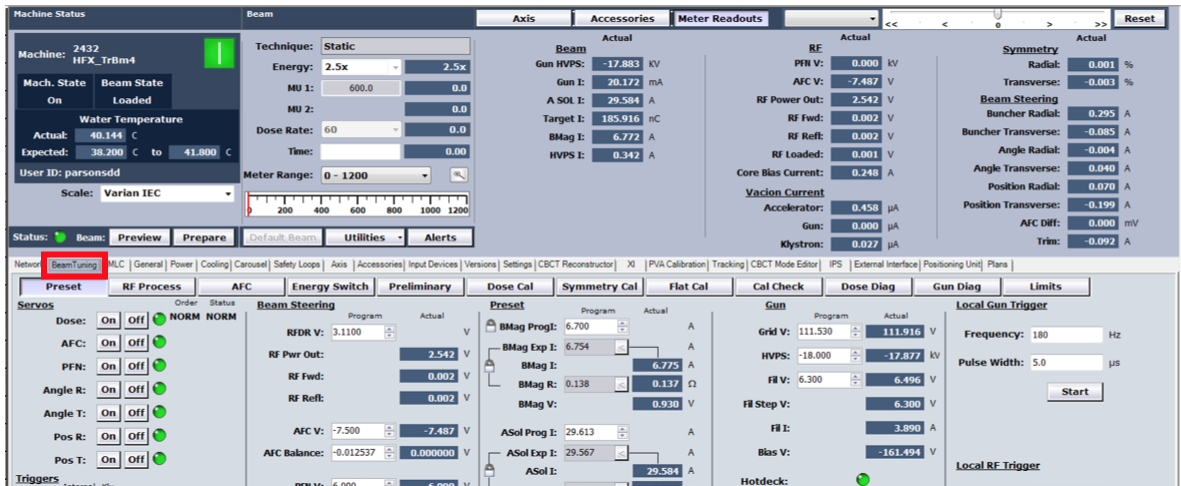 Machine Status
Machine: 2432
HFX_TrBm4
Mach. State Beam State
On Loaded
Water Temperature
Actual: 40.144 C
Expected: 38.200 C to 41.800 C
User ID: parsonsdd
Scale: Varian IEC
Status: Beam: Preview Prepare
Beam
Technique: Static
Energy: 2.5x 2.5x
MU 1: 600.0 0.0
MU 2: 0.0
Dose Rate: 60 0.0
Time: 0.00
Meter Range: 0 - 1200
0 200 400 600 800 1000 1200
Default Beam Utilities Alerts
Axis Accessories Meter Readouts << < 0 > >> Reset
Actual
Beam
Gun HVPS: -17.883 KV
Gun I: 20.172 mA
A SOL I: 29.584 A
Target I: 185.916 nC
BMag I: 6.772 A
HVPS I: 0.342 A
Actual
RF
PFN V: 0.000 kV
AFC V: -7.487 V
RF Power Out: 2.542 V
RF Fwd: 0.002 V
RF Refl: 0.002 V
RF Loaded: 0.001 V
Core Bias Current: 0.248 A
Vacion Current
Accelerator: 0.458 µA
Gun: 0.000 µA
Klystron: 0.027 µA
Actual
Symmetry
Radial: 0.001 %
Transverse: -0.003 %
Beam Steering
Buncher Radial: 0.295 A
Buncher Transverse: -0.085 A
Angle Radial: -0.004 A
Angle Transverse: 0.040 A
Position Radial: 0.070 A
Position Transverse: -0.199 A
AFC Diff: 0.000 mV
Trim: -0.092 A
Network BeamTuning MLC General Power Cooling Carousel Safety Loops Axis Accessories Input Devices Versions Settings CBCT Reconstructor XI PVA Calibration Tracking CBCT Mode Editor IPS External Interface Positioning Unit Plans
Preset RF Process AFC Energy Switch Preliminary Dose Cal Symmetry Cal Flat Cal Cal Check Dose Diag Gun Diag Limits
Servos Order Status
Dose: On Off NORM NORM
AFC: On Off
PFN: On Off
Angle R: On Off
Angle T: On Off
Pos R: On Off
Pos T: On Off
Triggers
Beam Steering
Program Actual
RFDR V: 3.1100 V
RF Pwr Out: 2.542 V
RF Fwd: 0.002 V
RF Refl: 0.002 V
AFC V: -7.500 -7.487 V
AFC Balance: -0.012537 0.000000 V
PFN V: 6.000 6.000 V
Preset
Program Actual
BMag ProgI: 6.700 A
BMag Exp I: 6.754 < A
BMag I: 6.775 A
BMag R: 0.138 < 0.137 Ω
BMag V: 0.930 V
ASol Prog I: 29.613 A
ASol Exp I: 29.567 < A
ASol I: 29.584 A
Gun
Program Actual
Grid V: 111.530 111.916 V
HVPS: -18.000 -17.877 kV
Fil V: 6.300 6.496 V
Fil Step V: 6.300 V
Fil I: 3.890 A
Bias V: -161.494 V
Hotdeck:
Local Gun Trigger
Frequency: 180 Hz
Pulse Width: 5.0 µs
Start
Local RF Trigger